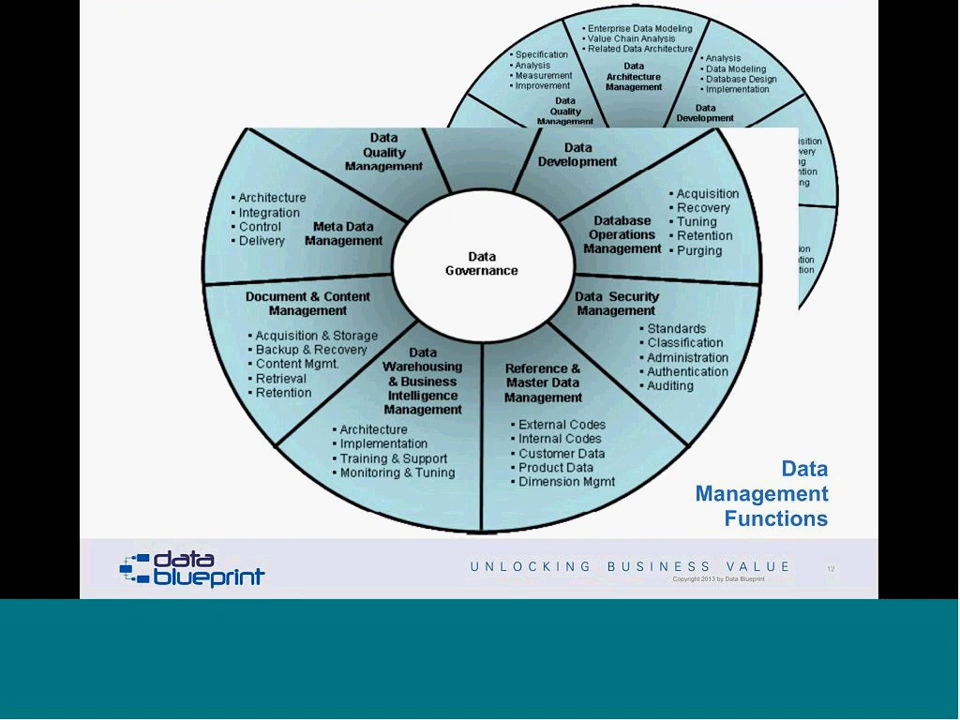 ▪ Enterprise Data Modeling
▪ Value Chain Analysis
▪ Related Data Architecture
Data
Architecture
Management
▪ Specification
▪ Analysis
▪ Measurement
▪ Improvement
Data
Quality
Management
▪ Analysis
▪ Data Modeling
▪ Database Design
▪ Implementation
Data
Development
Data
Quality
Management
Data
Development
▪ Architecture
▪ Integration
▪ Control
▪ Delivery
Meta Data
Management
Data
Governance
Database
Operations
Management
▪ Acquisition
▪ Recovery
▪ Tuning
▪ Retention
▪ Purging
Document & Content
Management
▪ Acquisition & Storage
▪ Backup & Recovery
▪ Content Mgmt.
▪ Retrieval
▪ Retention
Data Security
Management
▪ Standards
▪ Classification
▪ Administration
▪ Authentication
▪ Auditing
Data
Warehousing
& Business
Intelligence
Management
▪ Architecture
▪ Implementation
▪ Training & Support
▪ Monitoring & Tuning
Reference &
Master Data
Management
▪ External Codes
▪ Internal Codes
▪ Customer Data
▪ Product Data
▪ Dimension Mgmt
Data
Management
Functions
data
blueprint
UNLOCKING BUSINESS VALUE
Copyright 2013 by Data Blueprint
12